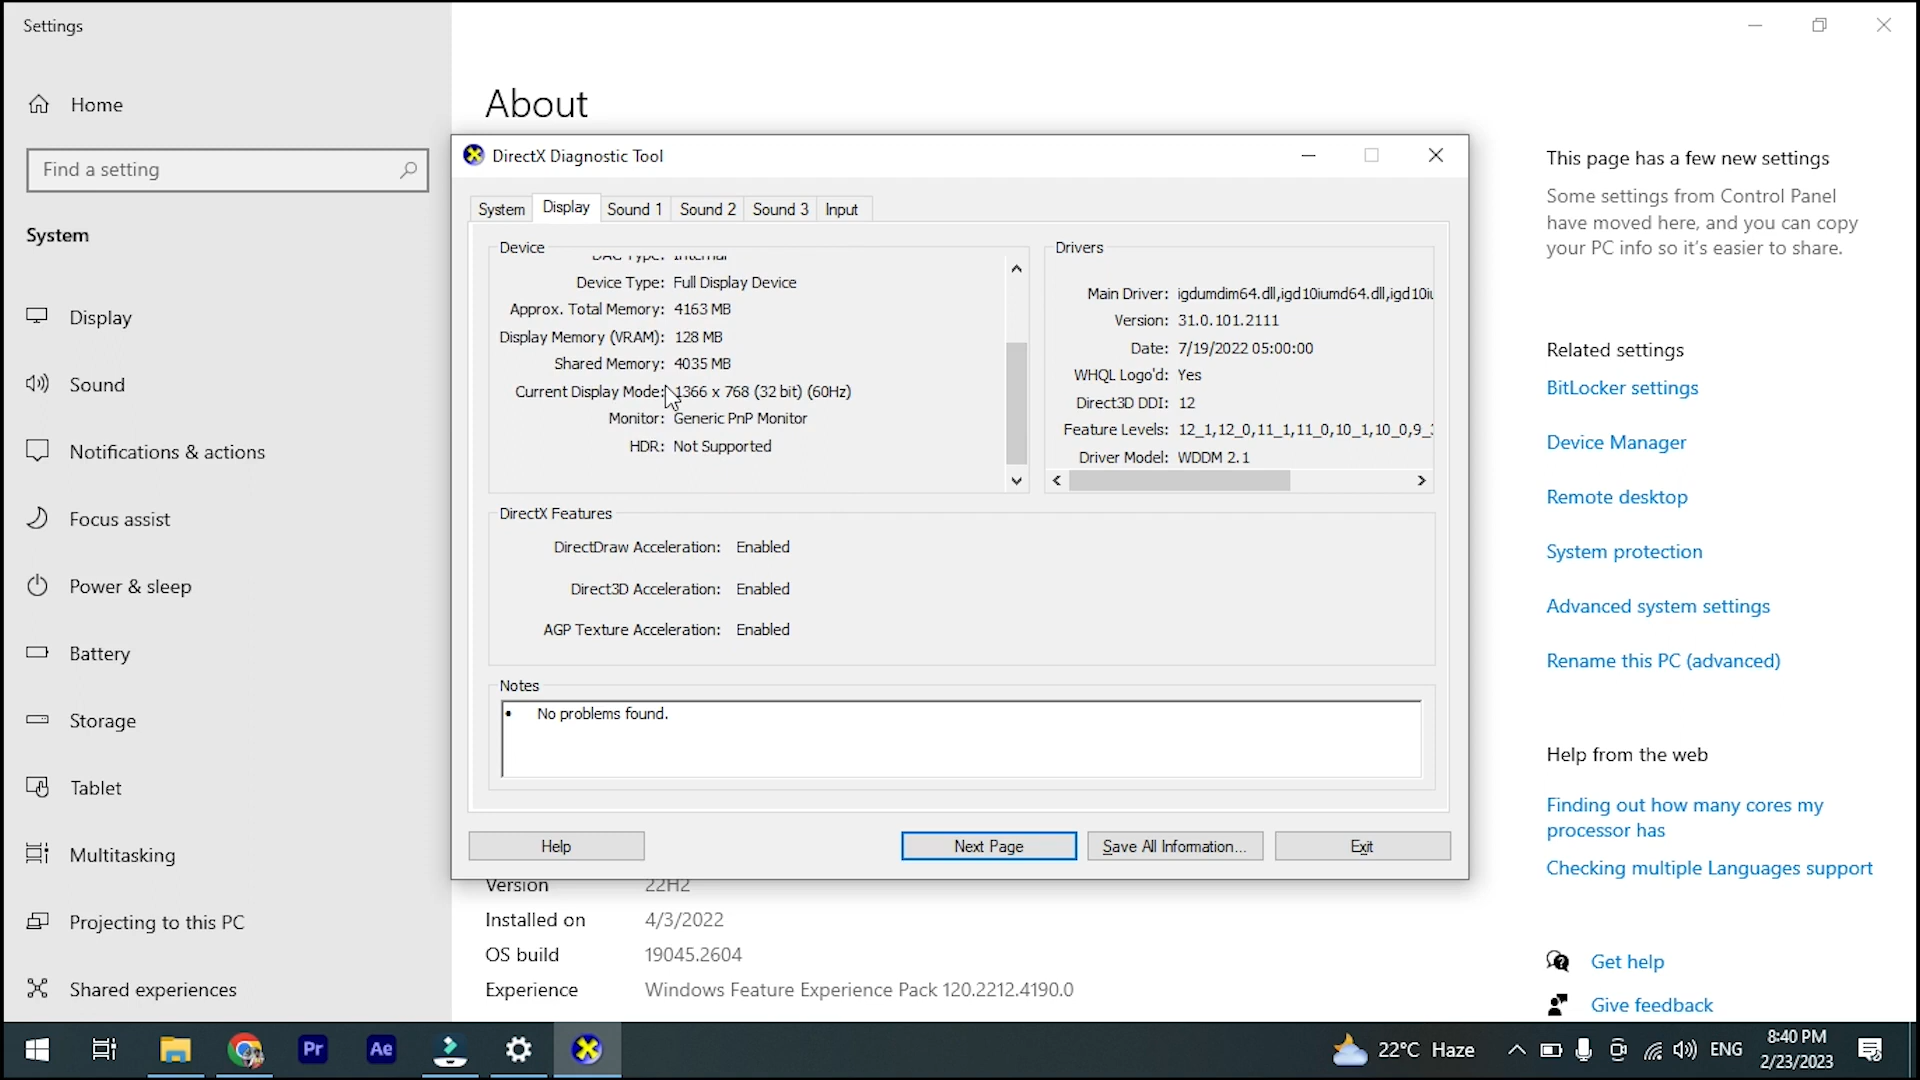 Settings
Home
Find a setting
System
Display
Sound
Notifications & actions
Focus assist
Power & sleep
Battery
Storage
Tablet
Multitasking
Projecting to this PC
Shared experiences
About
DirectX Diagnostic Tool
System Display Sound 1 Sound 2 Sound 3 Input
Device
DAC Type: Internal
Device Type: Full Display Device
Approx. Total Memory: 4163 MB
Display Memory (VRAM): 128 MB
Shared Memory: 4035 MB
Current Display Mode: 1366 x 768 (32 bit) (60Hz)
Monitor: Generic PnP Monitor
HDR: Not Supported
Drivers
Main Driver: igdumdim64.dll,igd10iumd64.dll,igd10iu
Version: 31.0.101.2111
Date: 7/19/2022 05:00:00
WHQL Logo'd: Yes
Direct3D DDI: 12
Feature Levels: 12_1,12_0,11_1,11_0,10_1,10_0,9_3
Driver Model: WDDM 2.1
DirectX Features
DirectDraw Acceleration: Enabled
Direct3D Acceleration: Enabled
AGP Texture Acceleration: Enabled
Notes
• No problems found.
Help Next Page Save All Information... Exit
Version 22H2
Installed on 4/3/2022
OS build 19045.2604
Experience Windows Feature Experience Pack 120.2212.4190.0
This page has a few new settings
Some settings from Control Panel
have moved here, and you can copy
your PC info so it's easier to share.
Related settings
BitLocker settings
Device Manager
Remote desktop
System protection
Advanced system settings
Rename this PC (advanced)
Help from the web
Finding out how many cores my
processor has
Checking multiple Languages support
Get help
Give feedback
Pr Ae
22°C Haze
ENG
8:40 PM
2/23/2023